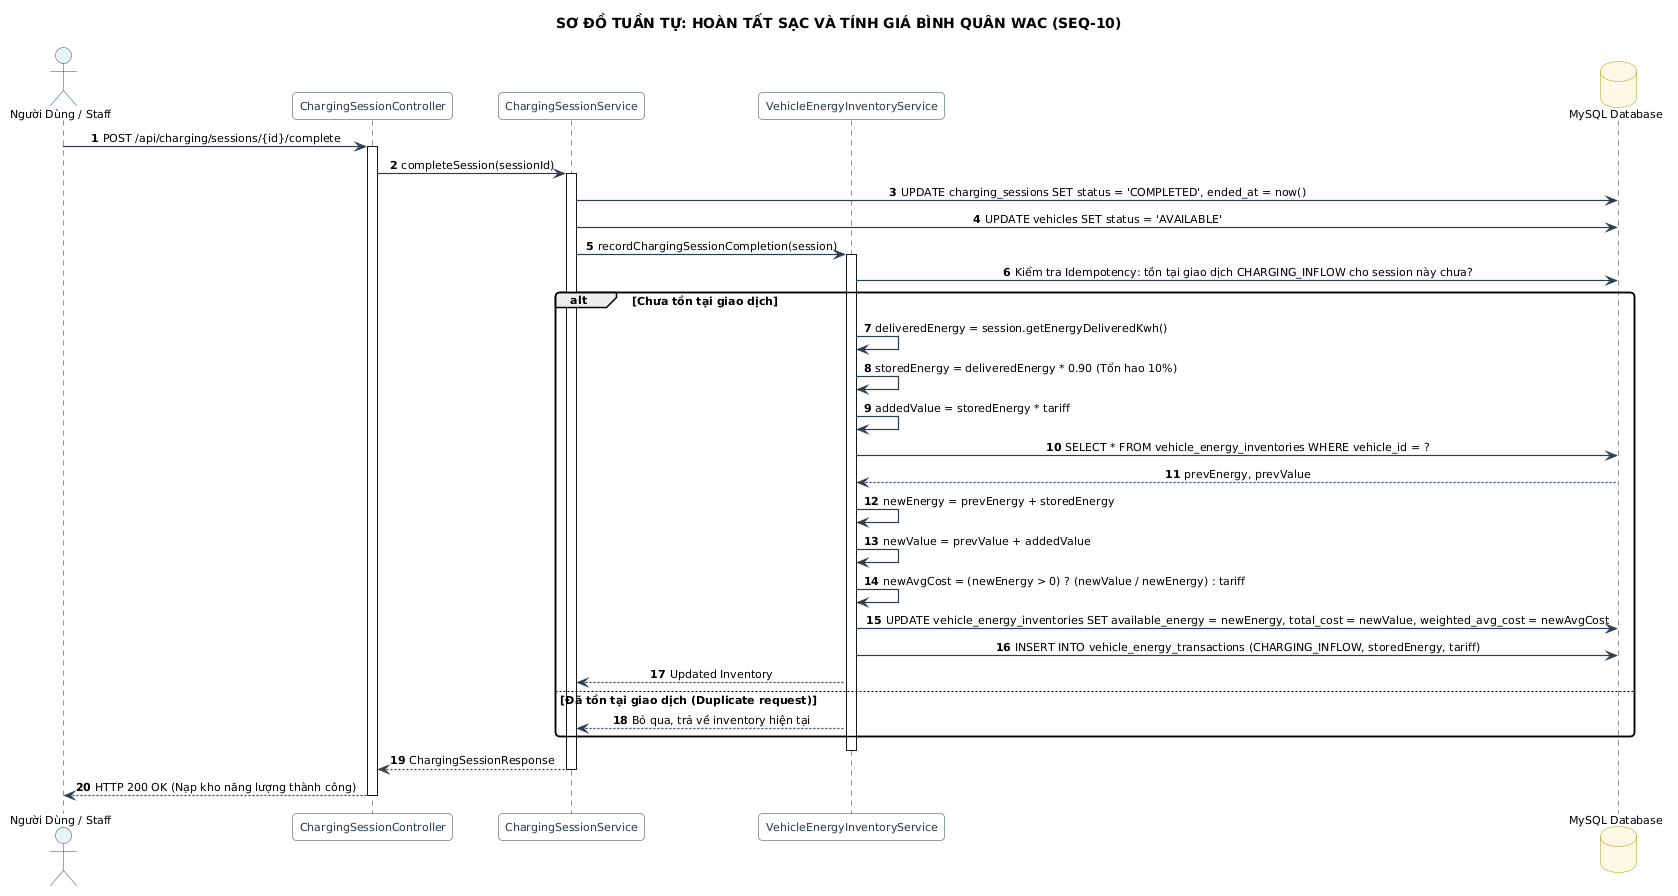 SƠ ĐỒ TUẦN TỰ: HOÀN TẤT SẠC VÀ TÍNH GIÁ BÌNH QUÂN WAC (SEQ-10)
Người Dùng / Staff
ChargingSessionController
ChargingSessionService
VehicleEnergyInventoryService
MySQL Database
1 POST /api/charging/sessions/{id}/complete
2 completeSession(sessionId)
3 UPDATE charging_sessions SET status = 'COMPLETED', ended_at = now()
4 UPDATE vehicles SET status = 'AVAILABLE'
5 recordChargingSessionCompletion(session)
6 Kiểm tra Idempotency: tồn tại giao dịch CHARGING_INFLOW cho session này chưa?
alt [Chưa tồn tại giao dịch]
7 deliveredEnergy = session.getEnergyDeliveredKwh()
8 storedEnergy = deliveredEnergy * 0.90 (Tổn hao 10%)
9 addedValue = storedEnergy * tariff
10 SELECT * FROM vehicle_energy_inventories WHERE vehicle_id = ?
11 prevEnergy, prevValue
12 newEnergy = prevEnergy + storedEnergy
13 newValue = prevValue + addedValue
14 newAvgCost = (newEnergy > 0) ? (newValue / newEnergy) : tariff
15 UPDATE vehicle_energy_inventories SET available_energy = newEnergy, total_cost = newValue, weighted_avg_cost = newAvgCost
16 INSERT INTO vehicle_energy_transactions (CHARGING_INFLOW, storedEnergy, tariff)
17 Updated Inventory
[Đã tồn tại giao dịch (Duplicate request)]
18 Bỏ qua, trả về inventory hiện tại
19 ChargingSessionResponse
20 HTTP 200 OK (Nạp kho năng lượng thành công)
Người Dùng / Staff
ChargingSessionController
ChargingSessionService
VehicleEnergyInventoryService
MySQL Database